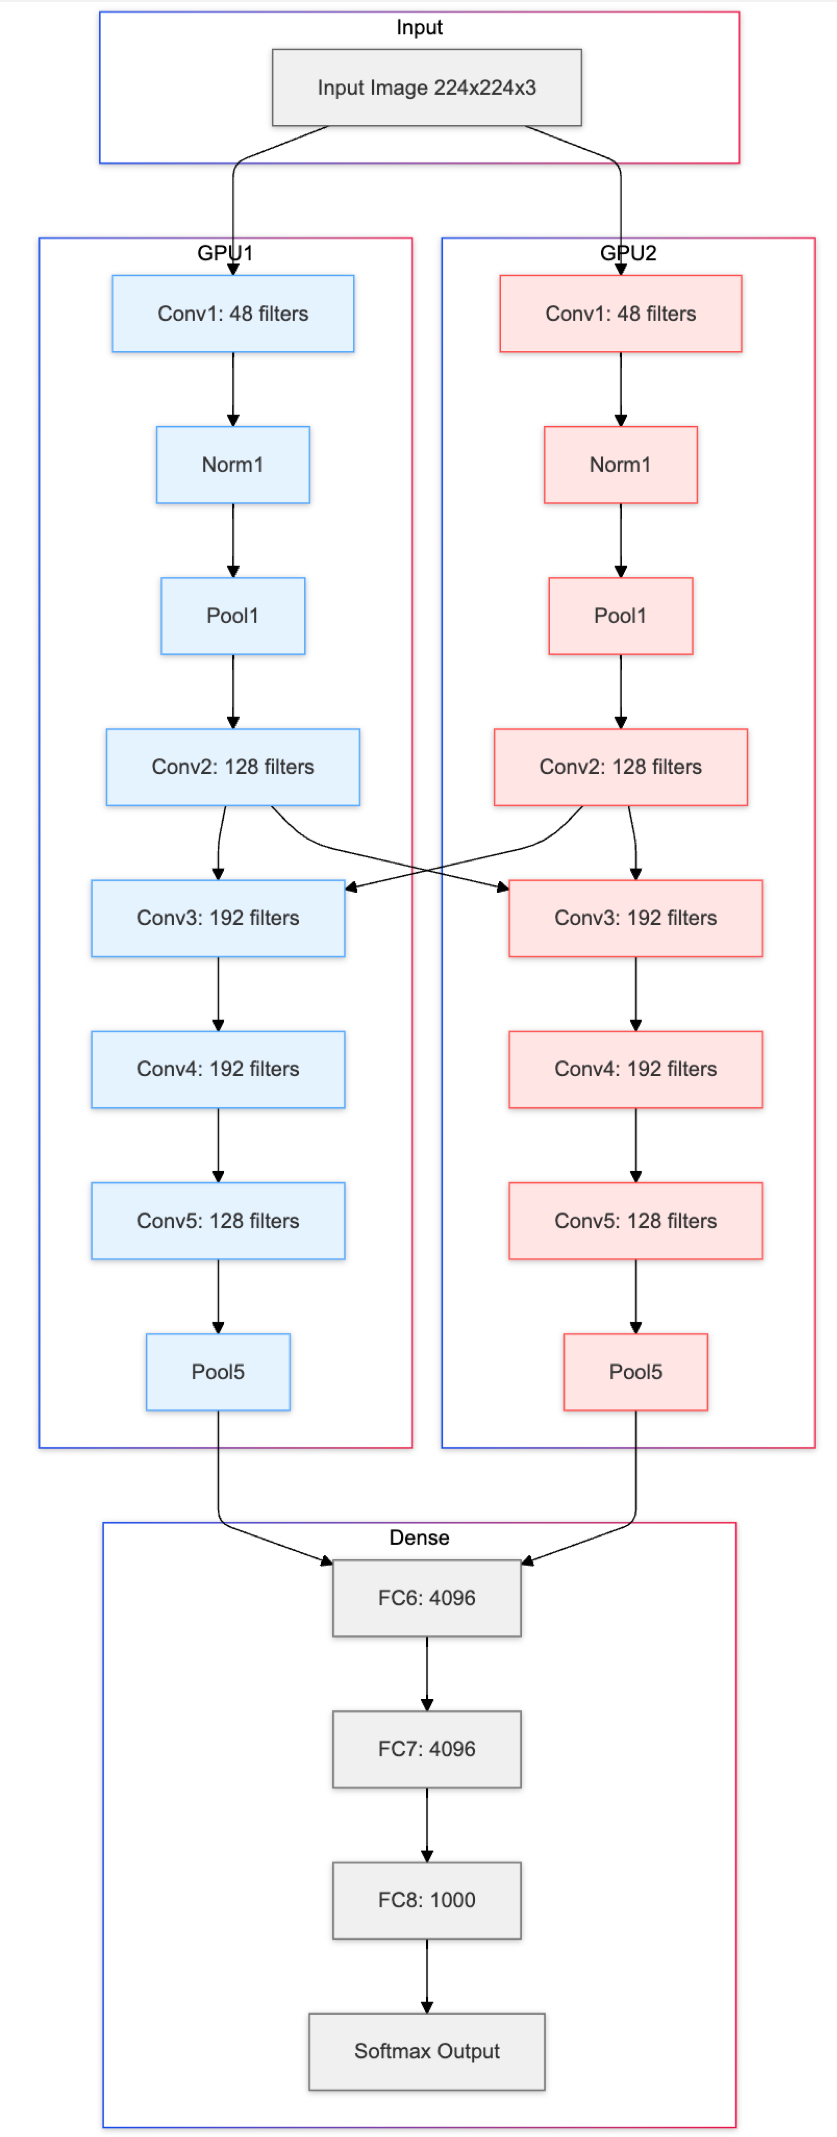 Input
Input Image 224x224x3
GPU1
GPU2
Conv1: 48 filters
Conv1: 48 filters
Norm1
Norm1
Pool1
Pool1
Conv2: 128 filters
Conv2: 128 filters
Conv3: 192 filters
Conv3: 192 filters
Conv4: 192 filters
Conv4: 192 filters
Conv5: 128 filters
Conv5: 128 filters
Pool5
Pool5
Dense
FC6: 4096
FC7: 4096
FC8: 1000
Softmax Output